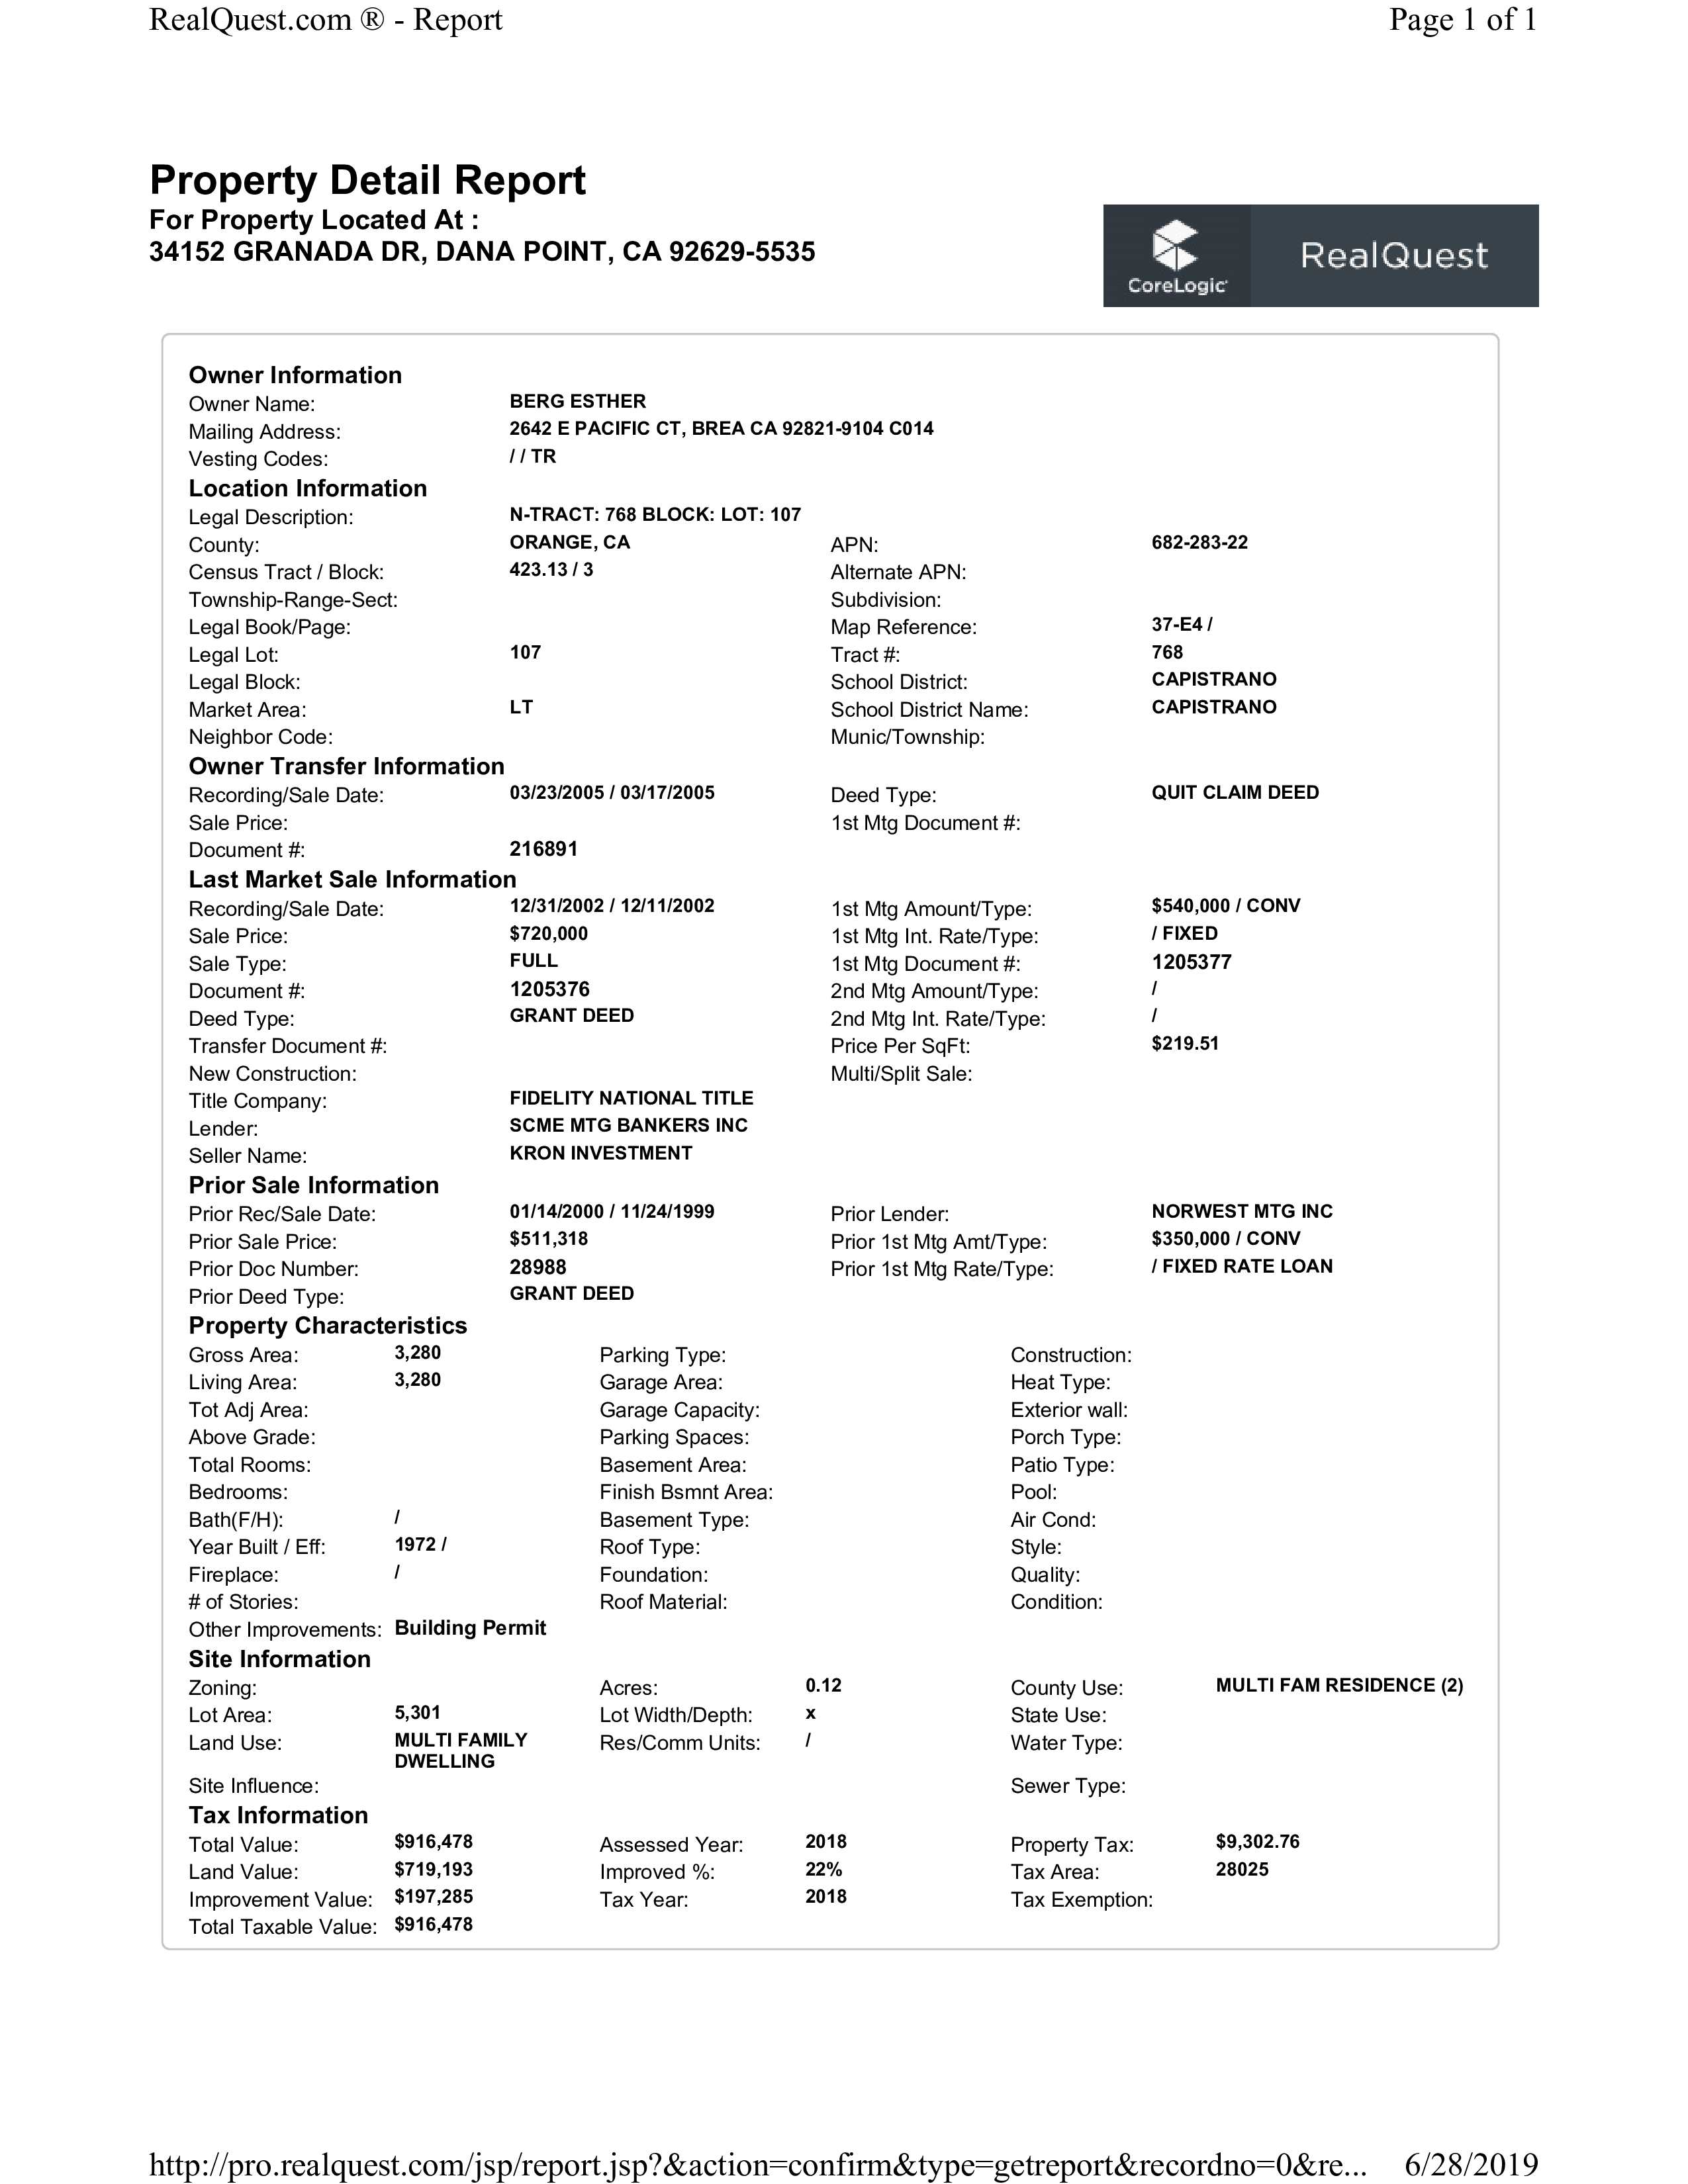 RealQuest.com ® - Report Page 1 of 1
Property Detail Report
For Property Located At :
34152 GRANADA DR, DANA POINT, CA 92629-5535
CoreLogic RealQuest
Owner Information
Owner Name: BERG ESTHER
Mailing Address: 2642 E PACIFIC CT, BREA CA 92821-9104 C014
Vesting Codes: / / TR
Location Information
Legal Description: N-TRACT: 768 BLOCK: LOT: 107
County: ORANGE, CA APN: 682-283-22
Census Tract / Block: 423.13 / 3 Alternate APN:
Township-Range-Sect: Subdivision:
Legal Book/Page: Map Reference: 37-E4 /
Legal Lot: 107 Tract #: 768
Legal Block: School District: CAPISTRANO
Market Area: LT School District Name: CAPISTRANO
Neighbor Code: Munic/Township:
Owner Transfer Information
Recording/Sale Date: 03/23/2005 / 03/17/2005 Deed Type: QUIT CLAIM DEED
Sale Price: 1st Mtg Document #:
Document #: 216891
Last Market Sale Information
Recording/Sale Date: 12/31/2002 / 12/11/2002 1st Mtg Amount/Type: $540,000 / CONV
Sale Price: $720,000 1st Mtg Int. Rate/Type: / FIXED
Sale Type: FULL 1st Mtg Document #: 1205377
Document #: 1205376 2nd Mtg Amount/Type: /
Deed Type: GRANT DEED 2nd Mtg Int. Rate/Type: /
Transfer Document #: Price Per SqFt: $219.51
New Construction: Multi/Split Sale:
Title Company: FIDELITY NATIONAL TITLE
Lender: SCME MTG BANKERS INC
Seller Name: KRON INVESTMENT
Prior Sale Information
Prior Rec/Sale Date: 01/14/2000 / 11/24/1999 Prior Lender: NORWEST MTG INC
Prior Sale Price: $511,318 Prior 1st Mtg Amt/Type: $350,000 / CONV
Prior Doc Number: 28988 Prior 1st Mtg Rate/Type: / FIXED RATE LOAN
Prior Deed Type: GRANT DEED
Property Characteristics
Gross Area: 3,280 Parking Type: Construction:
Living Area: 3,280 Garage Area: Heat Type:
Tot Adj Area: Garage Capacity: Exterior wall:
Above Grade: Parking Spaces: Porch Type:
Total Rooms: Basement Area: Patio Type:
Bedrooms: Finish Bsmnt Area: Pool:
Bath(F/H): / Basement Type: Air Cond:
Year Built / Eff: 1972 / Roof Type: Style:
Fireplace: / Foundation: Quality:
# of Stories: Roof Material: Condition:
Other Improvements: Building Permit
Site Information
Zoning: Acres: 0.12 County Use: MULTI FAM RESIDENCE (2)
Lot Area: 5,301 Lot Width/Depth: x State Use:
Land Use: MULTI FAMILY Res/Comm Units: / Water Type:
DWELLING
Site Influence: Sewer Type:
Tax Information
Total Value: $916,478 Assessed Year: 2018 Property Tax: $9,302.76
Land Value: $719,193 Improved %: 22% Tax Area: 28025
Improvement Value: $197,285 Tax Year: 2018 Tax Exemption:
Total Taxable Value: $916,478
http://pro.realquest.com/jsp/report.jsp?&action=confirm&type=getreport&recordno=0&re... 6/28/2019